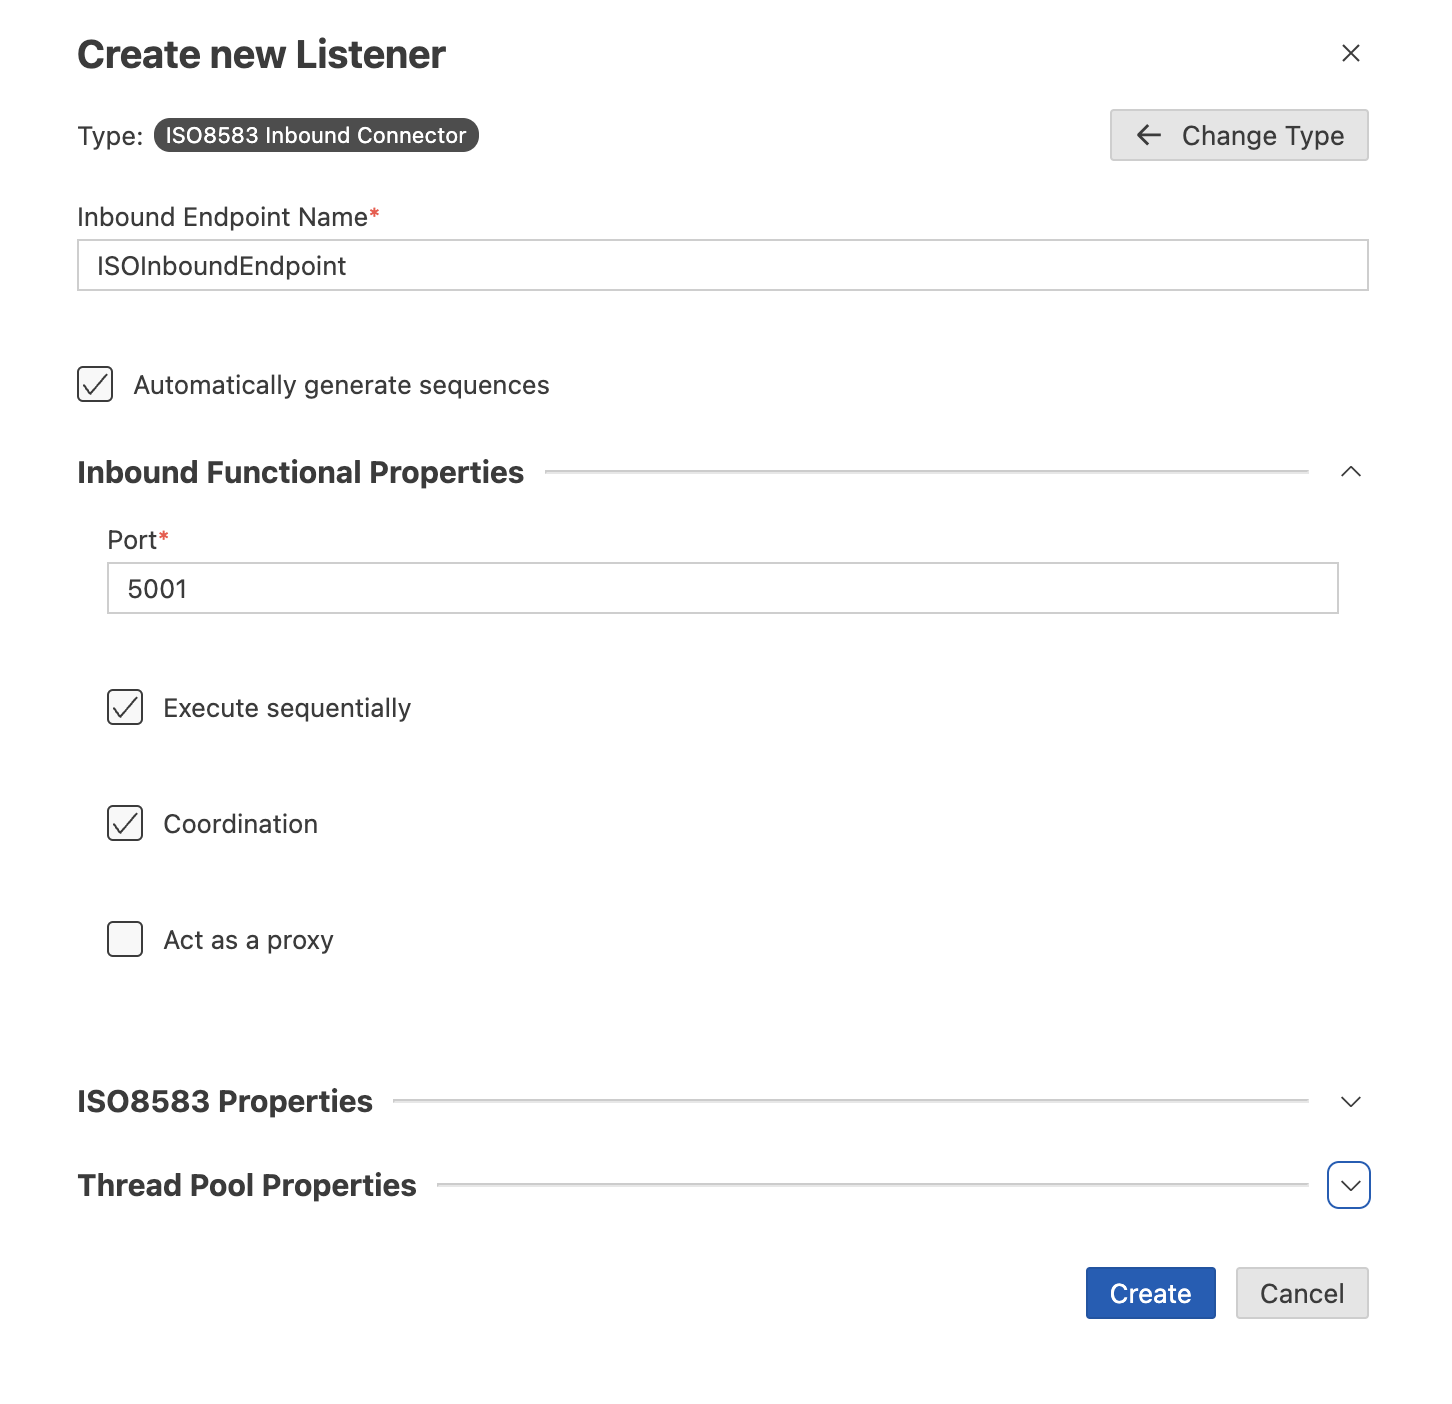 Create new Listener
Type: ISO8583 Inbound Connector
Change Type
Inbound Endpoint Name*
ISOInboundEndpoint
Automatically generate sequences
Inbound Functional Properties
Port*
5001
Execute sequentially
Coordination
Act as a proxy
ISO8583 Properties
Thread Pool Properties
Create
Cancel